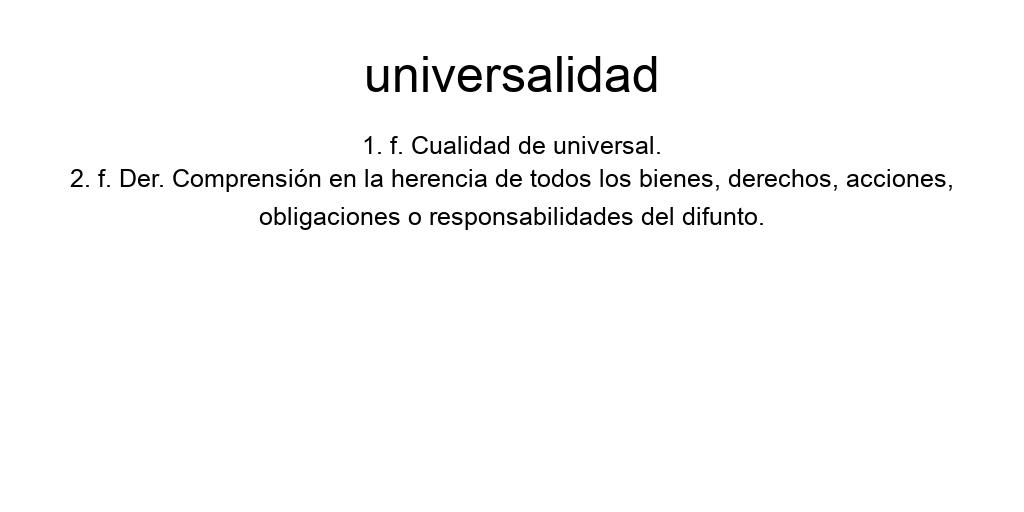 universalidad
1. f. Cualidad de universal.
2. f. Der. Comprensión en la herencia de todos los bienes, derechos, acciones,
obligaciones o responsabilidades del difunto.